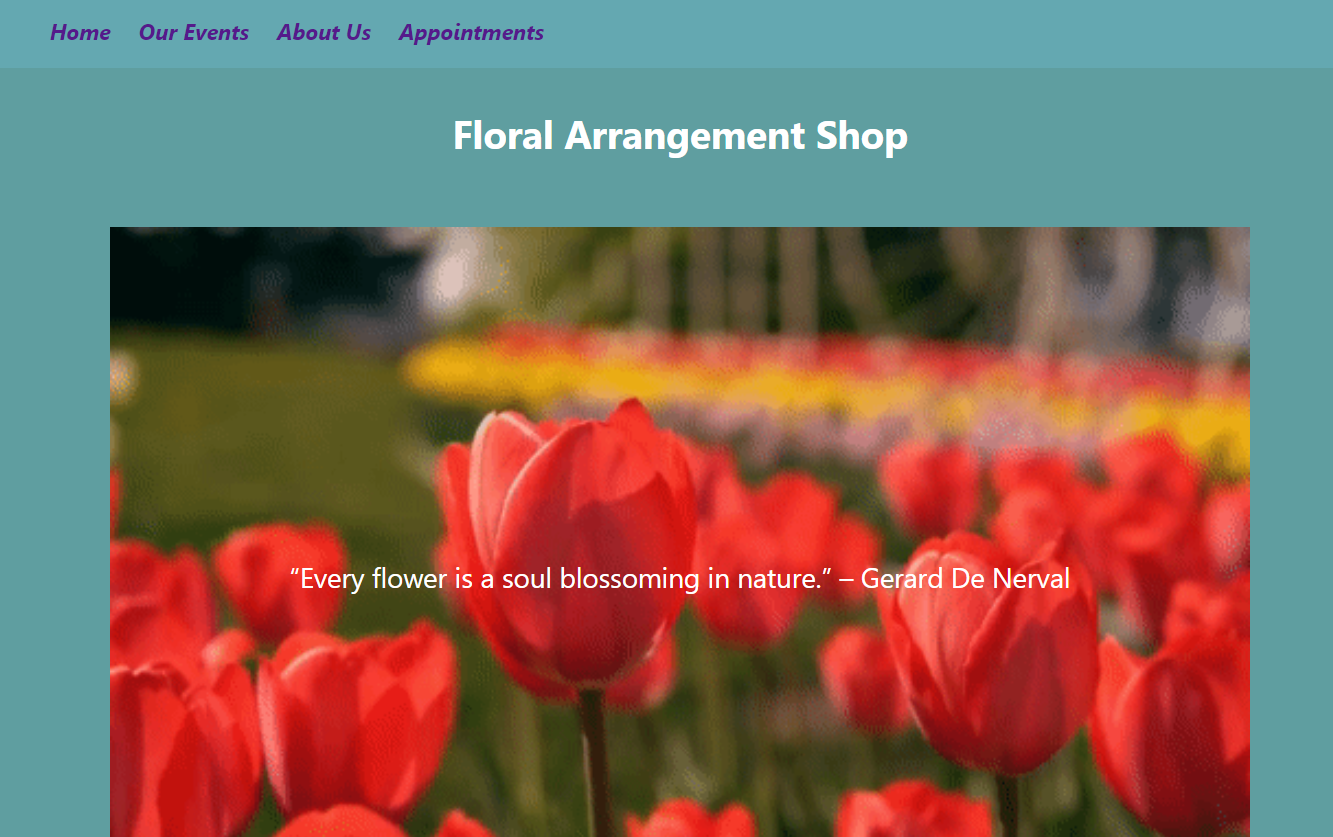 Home Our Events About Us Appointments
Floral Arrangement Shop
“Every flower is a soul blossoming in nature.” – Gerard De Nerval